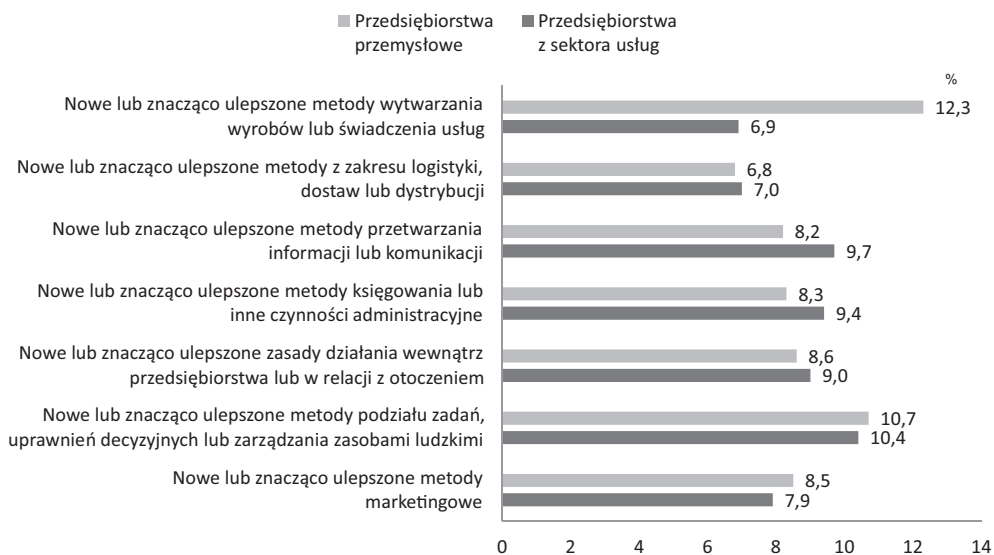 Przedsiębiorstwa
przemysłowe
Przedsiębiorstwa
z sektora usług
%
Nowe lub znacząco ulepszone metody wytwarzania
wyrobów lub świadczenia usług
12,3
6,9
Nowe lub znacząco ulepszone metody z zakresu logistyki,
dostaw lub dystrybucji
6,8
7,0
Nowe lub znacząco ulepszone metody przetwarzania
informacji lub komunikacji
8,2
9,7
Nowe lub znacząco ulepszone metody księgowania lub
inne czynności administracyjne
8,3
9,4
Nowe lub znacząco ulepszone zasady działania wewnątrz
przedsiębiorstwa lub w relacji z otoczeniem
8,6
9,0
Nowe lub znacząco ulepszone metody podziału zadań,
uprawnień decyzyjnych lub zarządzania zasobami ludzkimi
10,7
10,4
Nowe lub znacząco ulepszone metody
marketingowe
8,5
7,9
0 2 4 6 8 10 12 14